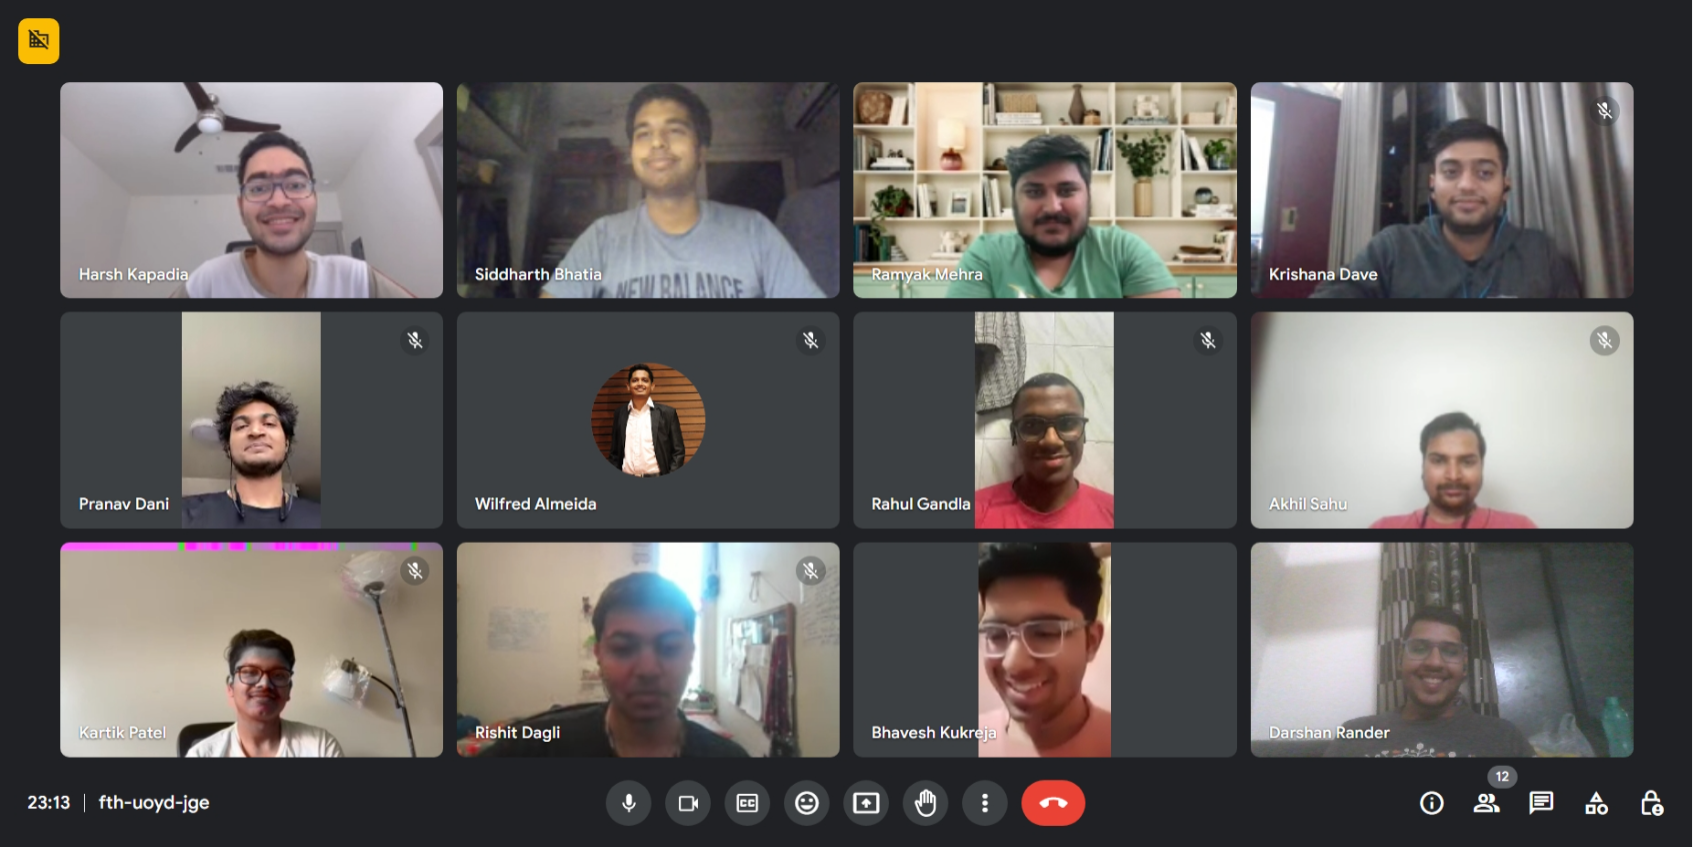 Harsh Kapadia
Siddharth Bhatia
NEW BALANCE
Ramyak Mehra
Krishana Dave
Pranav Dani
Wilfred Almeida
Rahul Gandla
Akhil Sahu
Kartik Patel
Rishit Dagli
Bhavesh Kukreja
Darshan Rander
23:13 | fth-uoyd-jge
CC
12